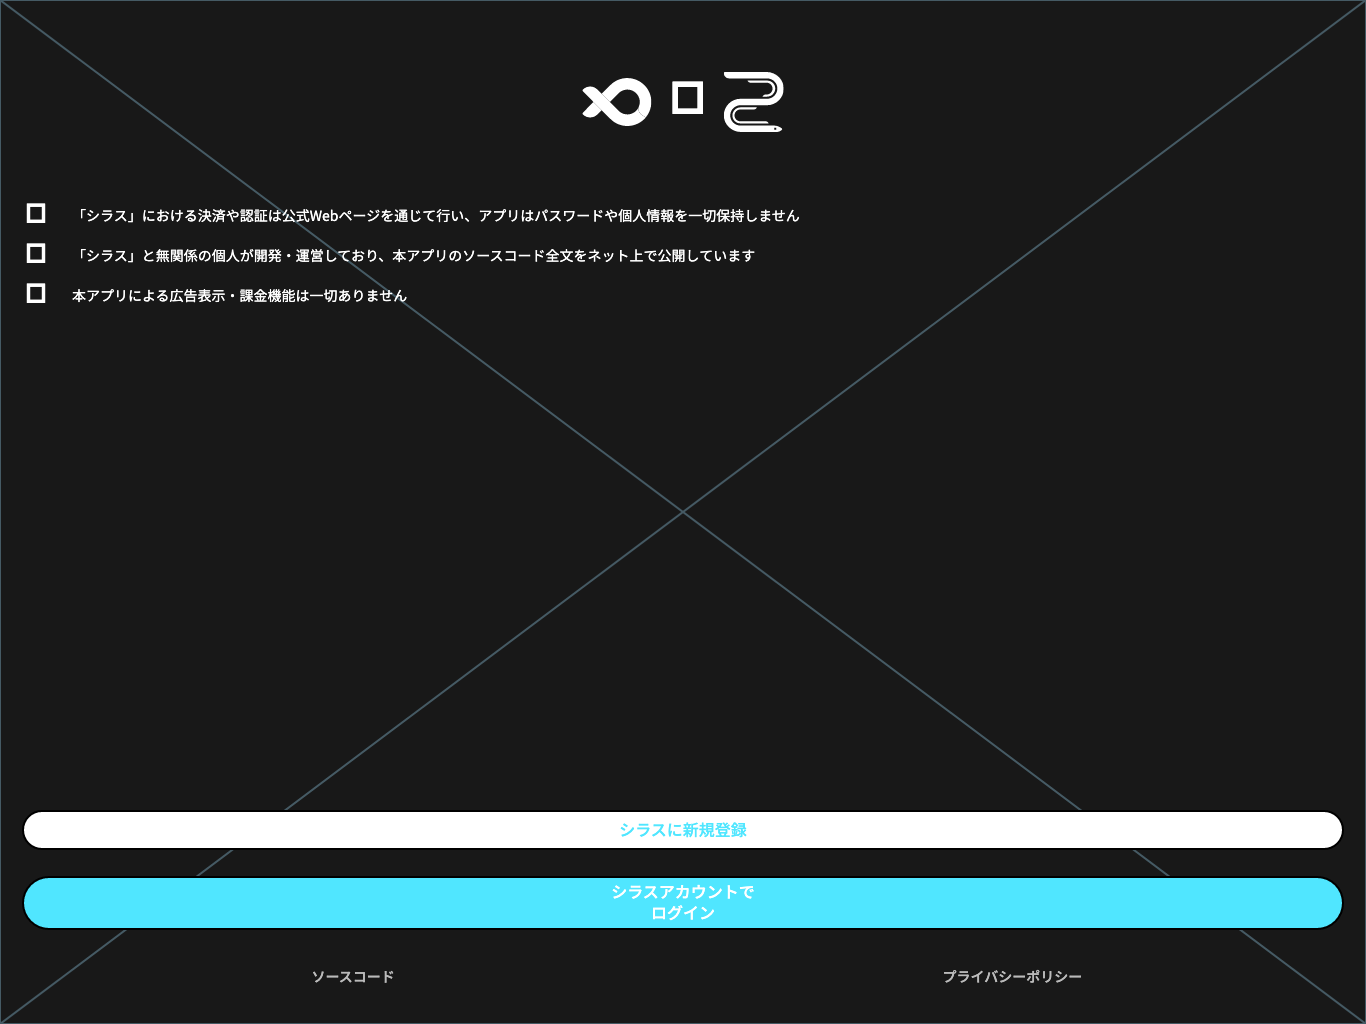 「シラス」における決済や認証は公式Webページを通じて行い、アプリはパスワードや個人情報を一切保持しません
「シラス」と無関係の個人が開発・運営しており、本アプリのソースコード全文をネット上で公開しています
本アプリによる広告表示・課金機能は一切ありません
シラスに新規登録
シラスアカウントで
ログイン
ソースコード
プライバシーポリシー